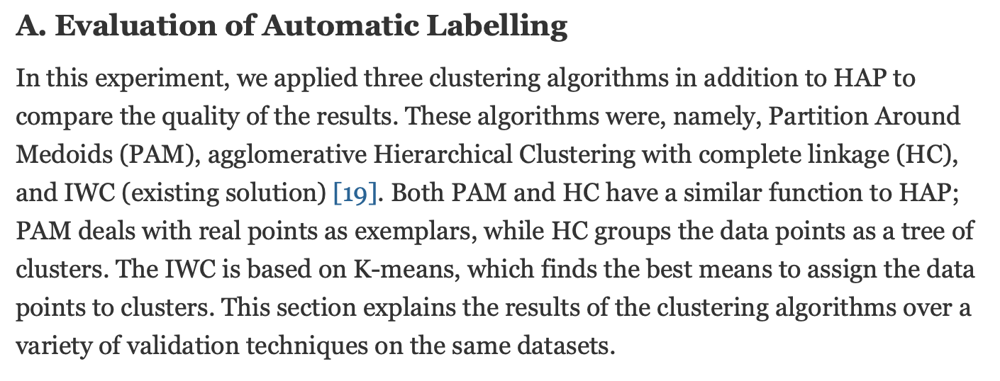 A. Evaluation of Automatic Labelling
In this experiment, we applied three clustering algorithms in addition to HAP to
compare the quality of the results. These algorithms were, namely, Partition Around
Medoids (PAM), agglomerative Hierarchical Clustering with complete linkage (HC),
and IWC (existing solution) [19]. Both PAM and HC have a similar function to HAP;
PAM deals with real points as exemplars, while HC groups the data points as a tree of
clusters. The IWC is based on K-means, which finds the best means to assign the data
points to clusters. This section explains the results of the clustering algorithms over a
variety of validation techniques on the same datasets.